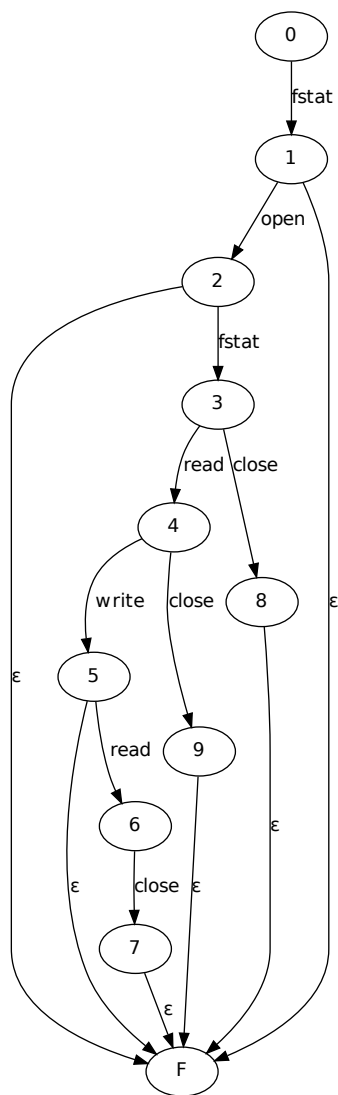 0
fstat
1
open
2
fstat
3
read close
4
write close 8 ε
5 ε
read 9
6
ε close ε ε
7
ε
F